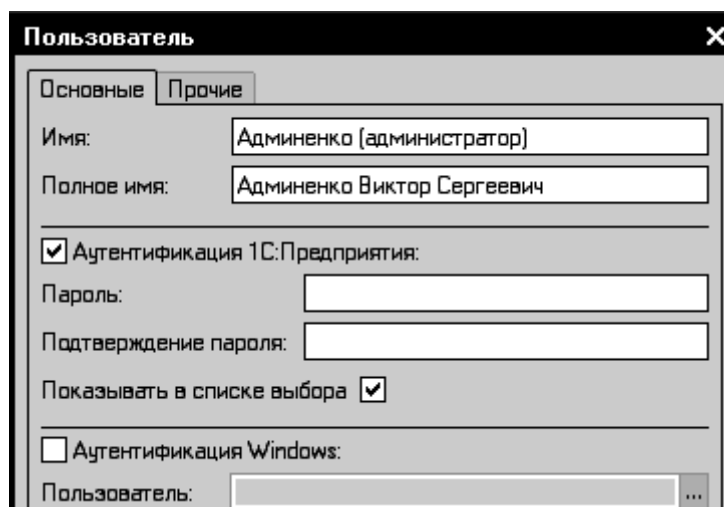 Пользователь
Основные Прочие
Имя: Админенко (администратор)
Полное имя: Админенко Виктор Сергеевич
Аутентификация 1С:Предприятия:
Пароль:
Подтверждение пароля:
Показывать в списке выбора
Аутентификация Windows:
Пользователь: ...